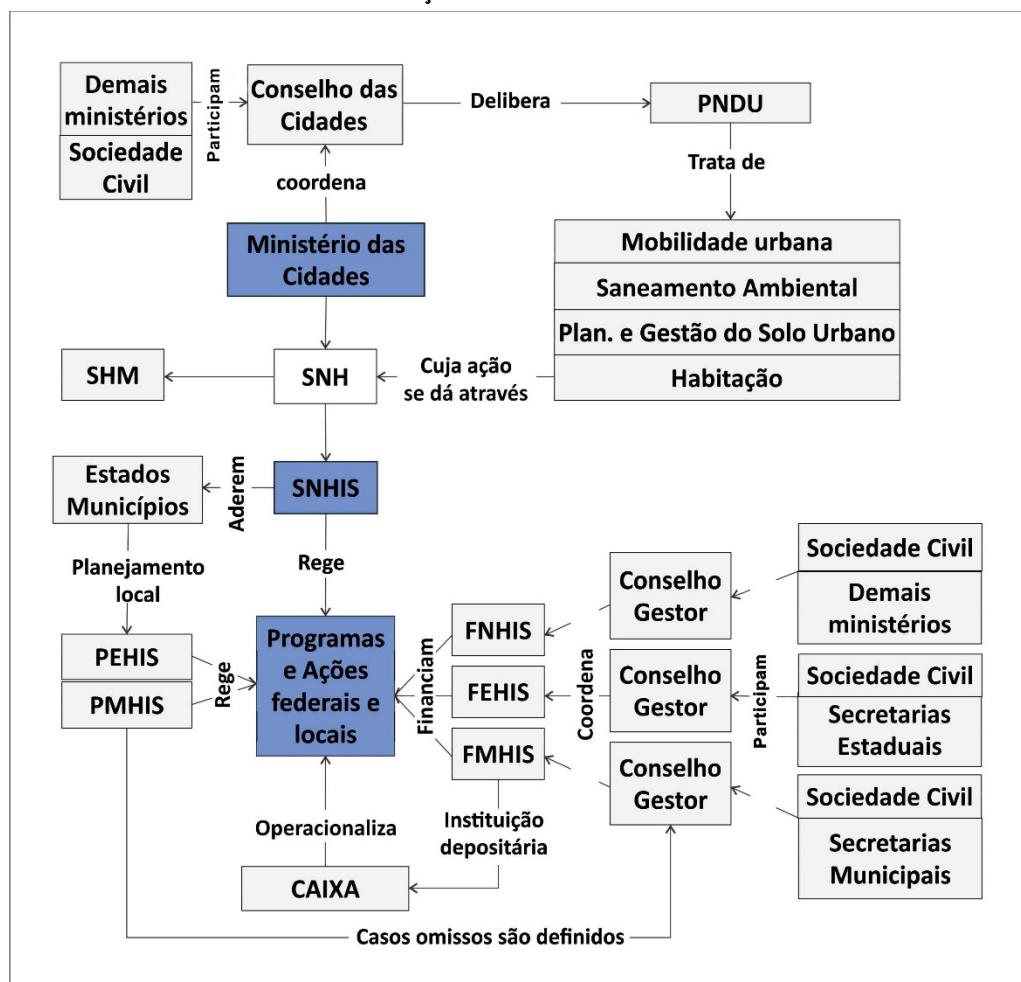 Demais
ministérios
Sociedade
Civil
Participam
Conselho das
Cidades
Delibera
PNDU
coordena
Trata de
Ministério das
Cidades
Mobilidade urbana
Saneamento Ambiental
Plan. e Gestão do Solo Urbano
Habitação
SHM
SNH
Cuja ação
se dá através
Estados
Municípios
Aderem
SNHIS
Planejamento
local
Rege
PEHIS
PMHIS
Rege
Programas
e Ações
federais e
locais
Financiam
FNHIS
FEHIS
FMHIS
Coordena
Conselho
Gestor
Conselho
Gestor
Conselho
Gestor
Participam
Sociedade Civil
Demais
ministérios
Sociedade Civil
Secretarias
Estaduais
Sociedade Civil
Secretarias
Municipais
Operacionaliza
Instituição
depositária
CAIXA
Casos omissos são definidos